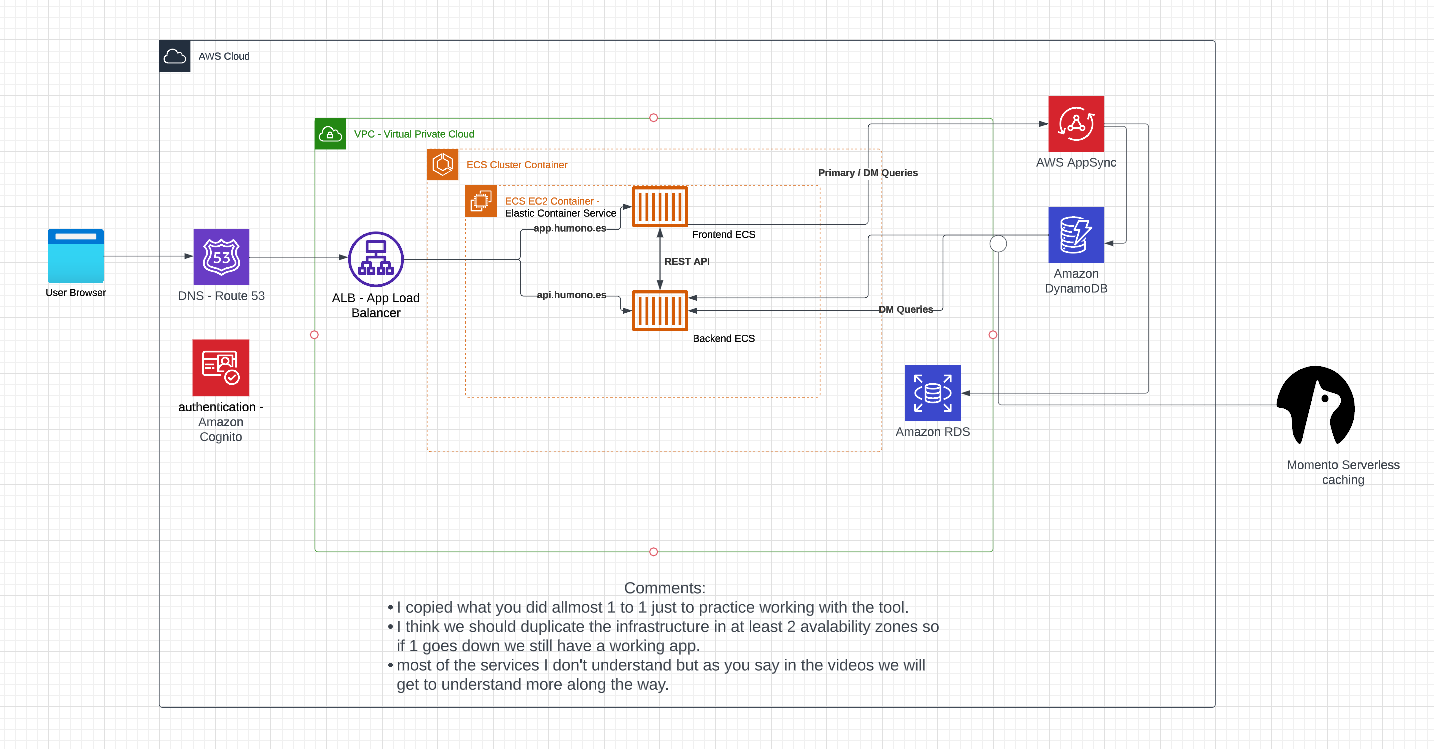 AWS Cloud
VPC - Virtual Private Cloud
AWS AppSync
ECS Cluster Container
Primary / DM Queries
ECS EC2 Container -
Elastic Container Service
app.humono.es
Frontend ECS
53
User Browser
DNS - Route 53
ALB - App Load
Balancer
REST API
Amazon
DynamoDB
api.humono.es
DM Queries
Backend ECS
authentication -
Amazon
Cognito
Amazon RDS
Momento Serverless
caching
Comments:
• I copied what you did allmost 1 to 1 just to practice working with the tool.
• I think we should duplicate the infrastructure in at least 2 avalability zones so
if 1 goes down we still have a working app.
• most of the services I don't understand but as you say in the videos we will
get to understand more along the way.